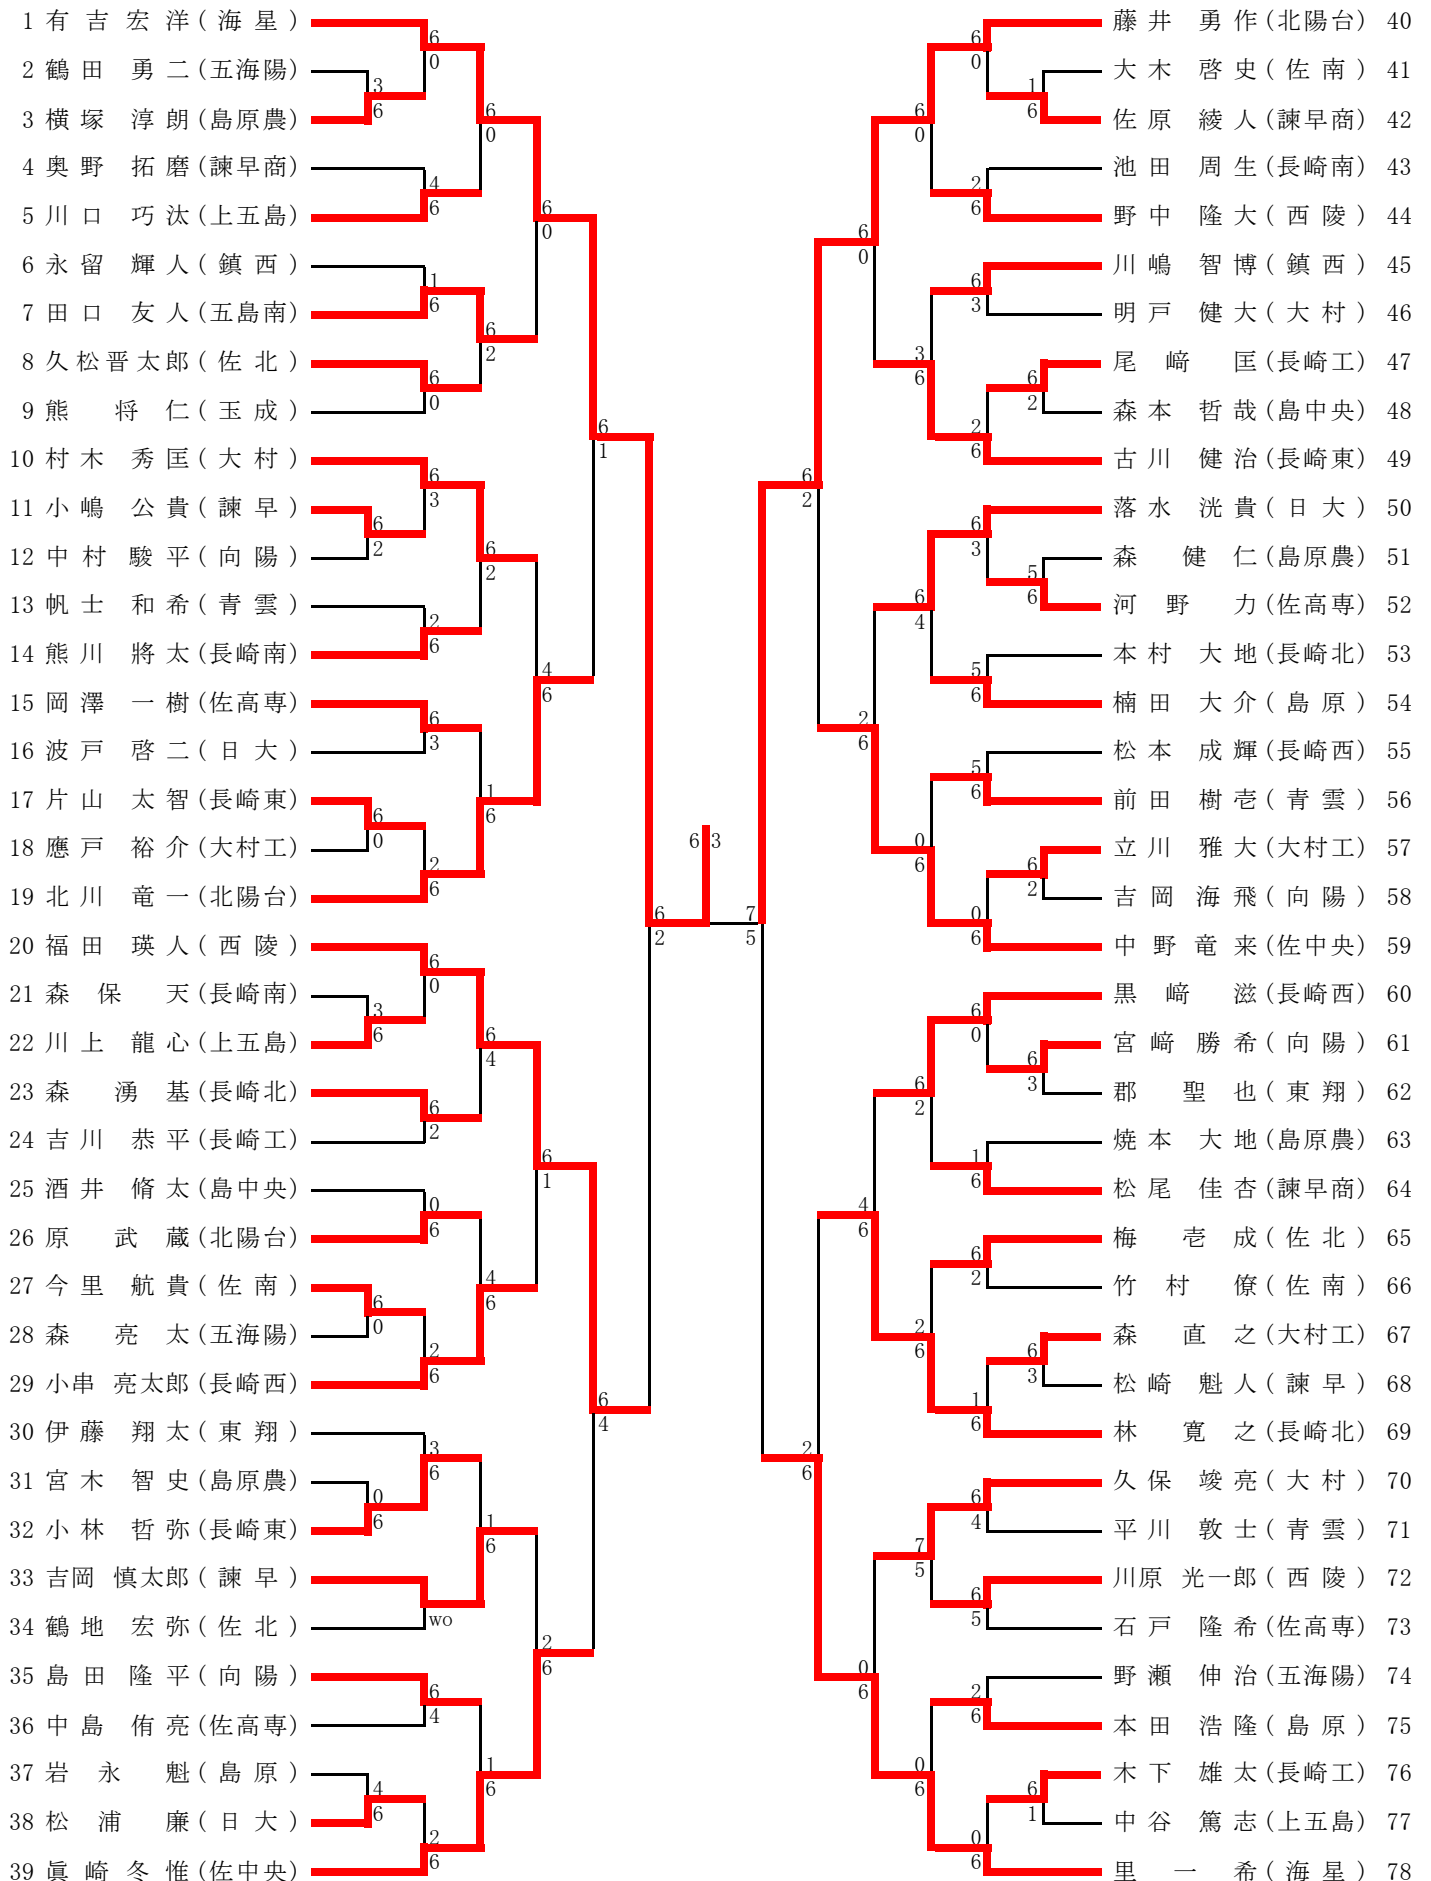 1 有吉宏洋(海星) 藤井 勇作(北陽台) 40
2 鶴田 勇二(五海陽) 大木 啓史(佐南) 41
3 横塚 淳朗(島原農) 佐原 綾人(諫早商) 42
4 奥野 拓磨(諫早商) 池田 周生(長崎南) 43
5 川口 巧汰(上五島) 野中 隆大(西陵) 44
6 永留 輝人(鎮西) 川嶋 智博(鎮西) 45
7 田口 友人(五島南) 明戸 健大(大村) 46
8 久松晋太郎(佐北) 尾﨑 匡(長崎工) 47
9 熊 将仁(玉成) 森本 哲哉(島中央) 48
10 村木 秀匡(大村) 古川 健治(長崎東) 49
11 小嶋 公貴(諫早) 落水 洸貴(日大) 50
12 中村 駿平(向陽) 森 健仁(島原農) 51
13 帆士 和希(青雲) 河野 力(佐高専) 52
14 熊川 將太(長崎南) 本村 大地(長崎北) 53
15 岡澤 一樹(佐高専) 楠田 大介(島原) 54
16 波戸 啓二(日大) 松本 成輝(長崎西) 55
17 片山 太智(長崎東) 前田 樹壱(青雲) 56
18 應戸 裕介(大村工) 立川 雅大(大村工) 57
19 北川 竜一(北陽台) 吉岡 海飛(向陽) 58
20 福田 瑛人(西陵) 中野 竜来(佐中央) 59
21 森保 天(長崎南) 黒﨑 滋(長崎西) 60
22 川上 龍心(上五島) 宮﨑 勝希(向陽) 61
23 森 湧基(長崎北) 郡 聖也(東翔) 62
24 吉川 恭平(長崎工) 焼本 大地(島原農) 63
25 酒井 脩太(島中央) 松尾 佳杏(諫早商) 64
26 原 武蔵(北陽台) 梅 壱成(佐北) 65
27 今里 航貴(佐南) 竹村 僚(佐南) 66
28 森 亮太(五海陽) 森 直之(大村工) 67
29 小串 亮太郎(長崎西) 松崎 魁人(諫早) 68
30 伊藤 翔太(東翔) 林 寛之(長崎北) 69
31 宮木 智史(島原農) 久保 竣亮(大村) 70
32 小林 哲弥(長崎東) 平川 敦士(青雲) 71
33 吉岡 慎太郎(諫早) 川原 光一郎(西陵) 72
34 鶴地 宏弥(佐北) wo 石戸 隆希(佐高専) 73
35 島田 隆平(向陽) 野瀬 伸治(五海陽) 74
36 中島 侑亮(佐高専) 本田 浩隆(島原) 75
37 岩永 魁(島原) 木下 雄太(長崎工) 76
38 松浦 廉(日大) 中谷 篤志(上五島) 77
39 眞崎冬惟(佐中央) 里 一希(海星) 78